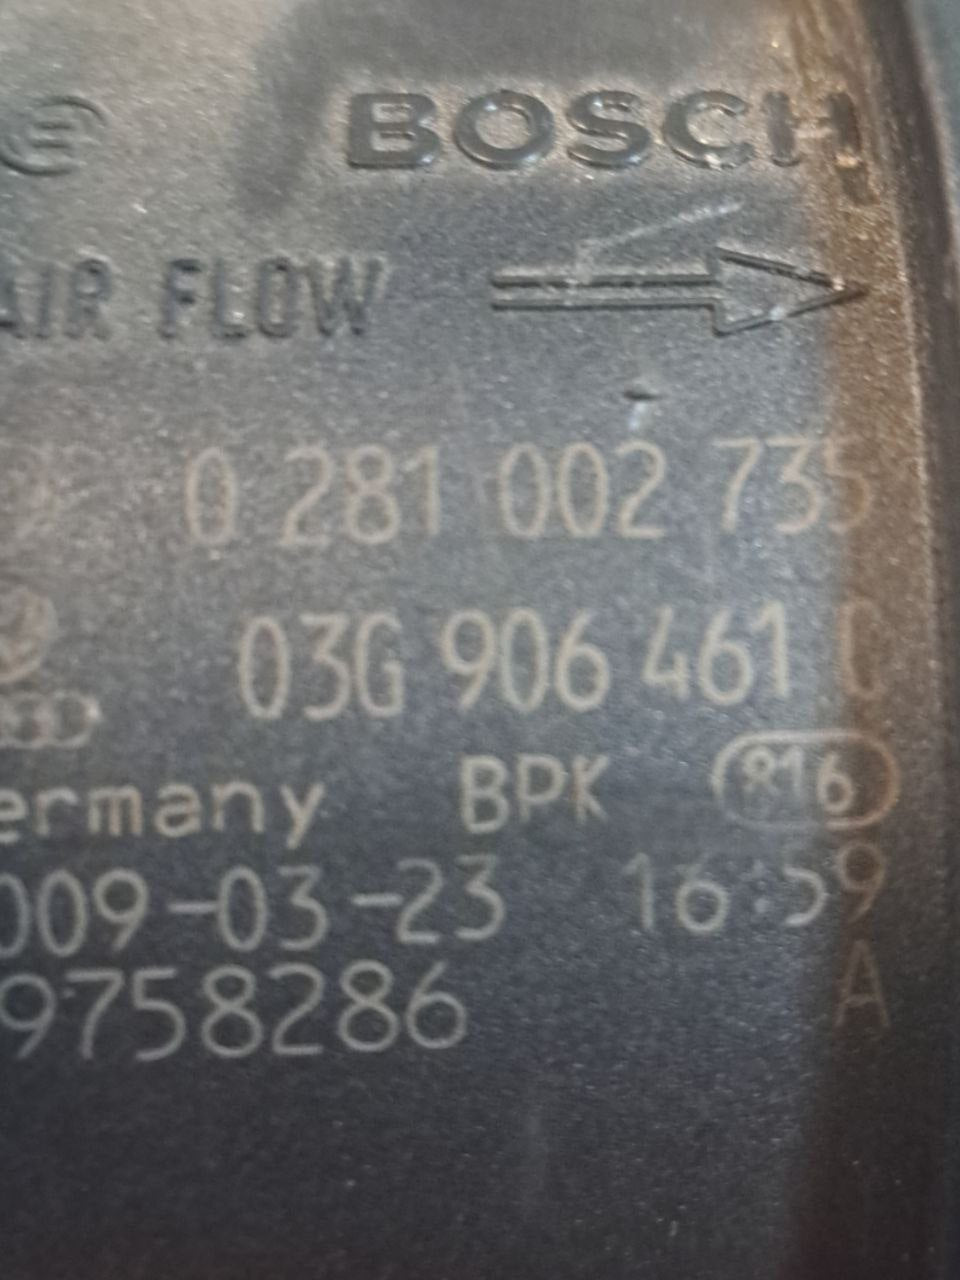 BOSCH
AIR FLOW
0 281 002 735
03G 906 461 C
ermany BPK 816
009-03-23 16:59
9758286 A